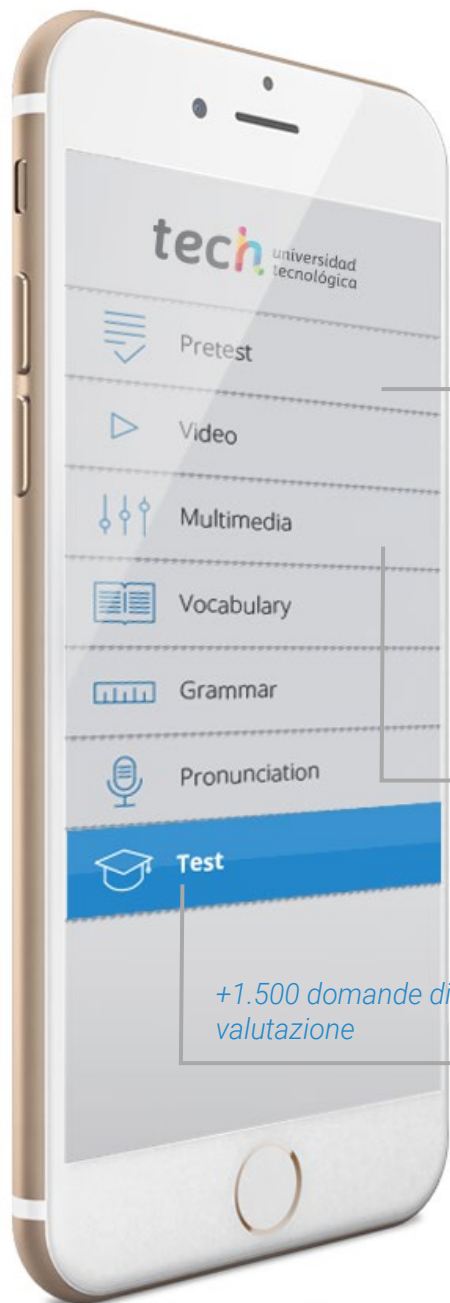 tech universidad
tecnológica
Pretest
Video
Multimedia
Vocabulary
Grammar
Pronunciation
Test
+1.500 domande di
valutazione